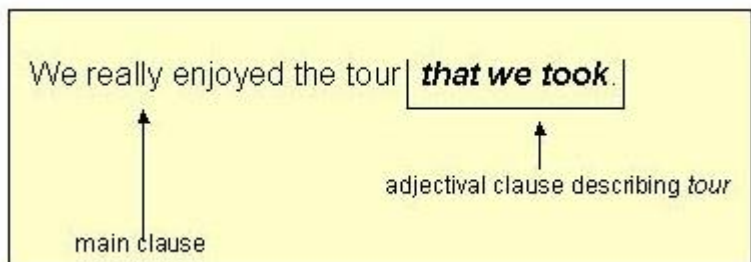 We really enjoyed the tour that we took.
adjectival clause describing tour
main clause